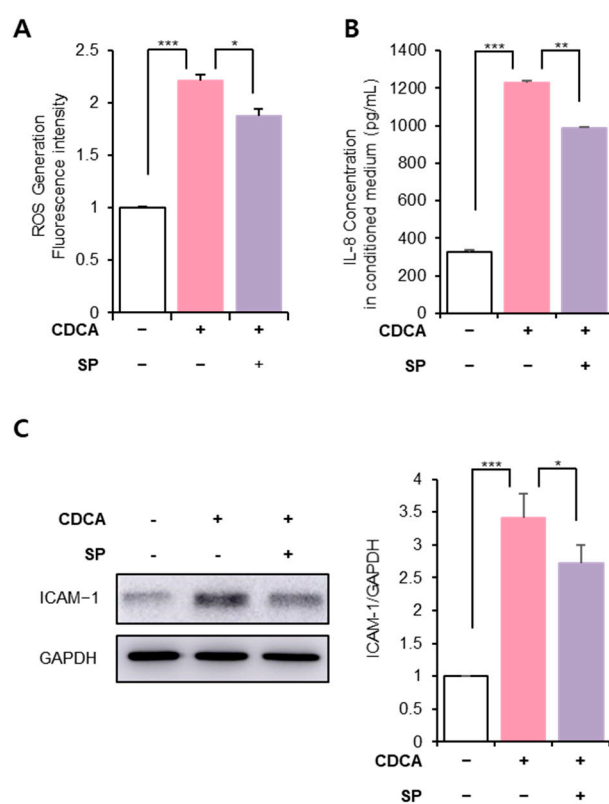 A
ROS Generation
Fluorescence intensity
2.5
2
1.5
1
0.5
0
***
*
CDCA – + +
SP – – +
B
IL-8 Concentration
in conditioned medium (pg/mL)
1400
1200
1000
800
600
400
200
0
***
**
CDCA – + +
SP – – +
C
CDCA - + +
SP - - +
ICAM-1
GAPDH
ICAM-1/GAPDH
4
3.5
3
2.5
2
1.5
1
0.5
0
***
*
CDCA – + +
SP – – +